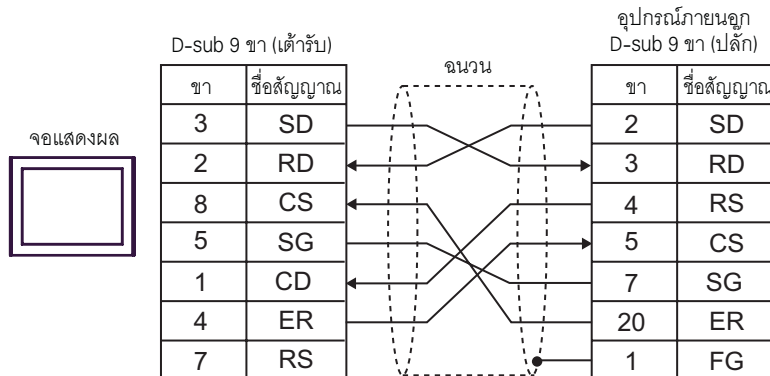 อุปกรณ์ภายนอก
D-sub 9 ขา (เต้ารับ)
D-sub 9 ขา (ปลั๊ก)
ฉนวน
ขา ชื่อสัญญาณ
ขา ชื่อสัญญาณ
จอแสดงผล
3 SD
2 SD
2 RD
3 RD
8 CS
4 RS
5 SG
5 CS
1 CD
7 SG
4 ER
20 ER
7 RS
1 FG